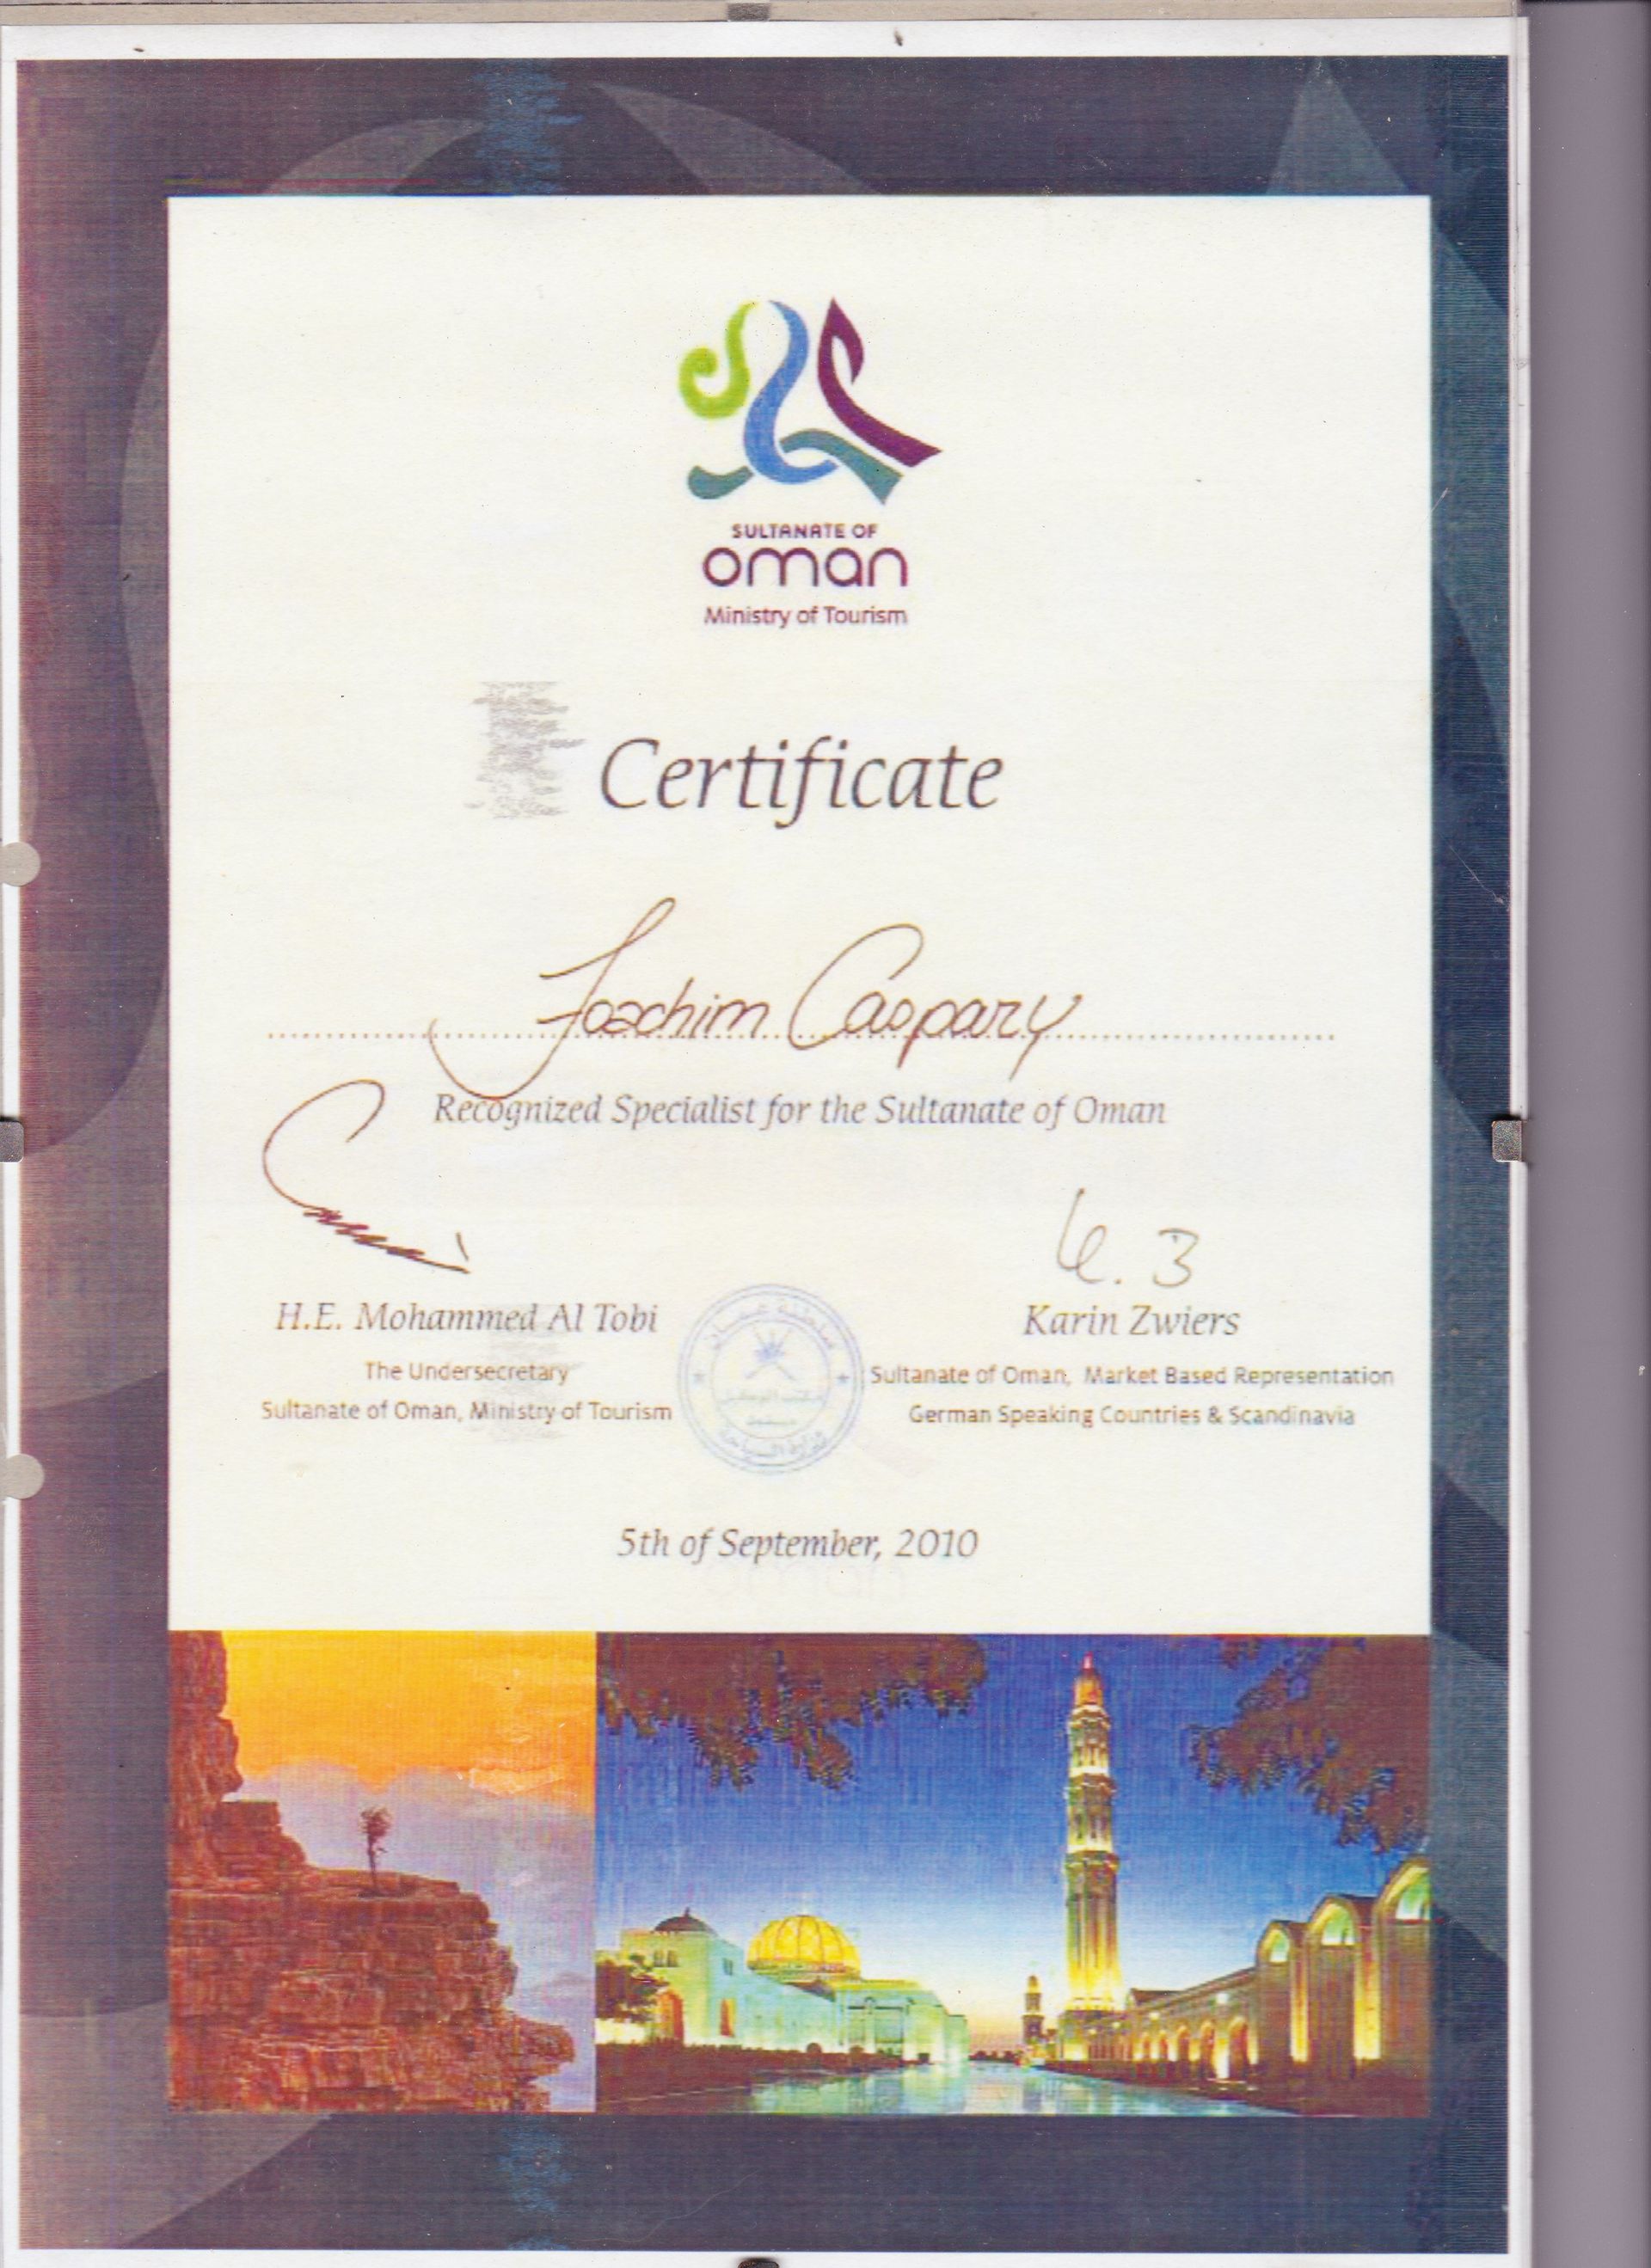 SULTANATE OF
oman
Ministry of Tourism
Certificate
Joachim Caspary
Recognized Specialist for the Sultanate of Oman
H.E. Mohammed Al Tobi
The Undersecretary
Sultanate of Oman, Ministry of Tourism
سلطنة عمان
Karin Zwiers
Sultanate of Oman, Market Based Representation
German Speaking Countries & Scandinavia
5th of September, 2010